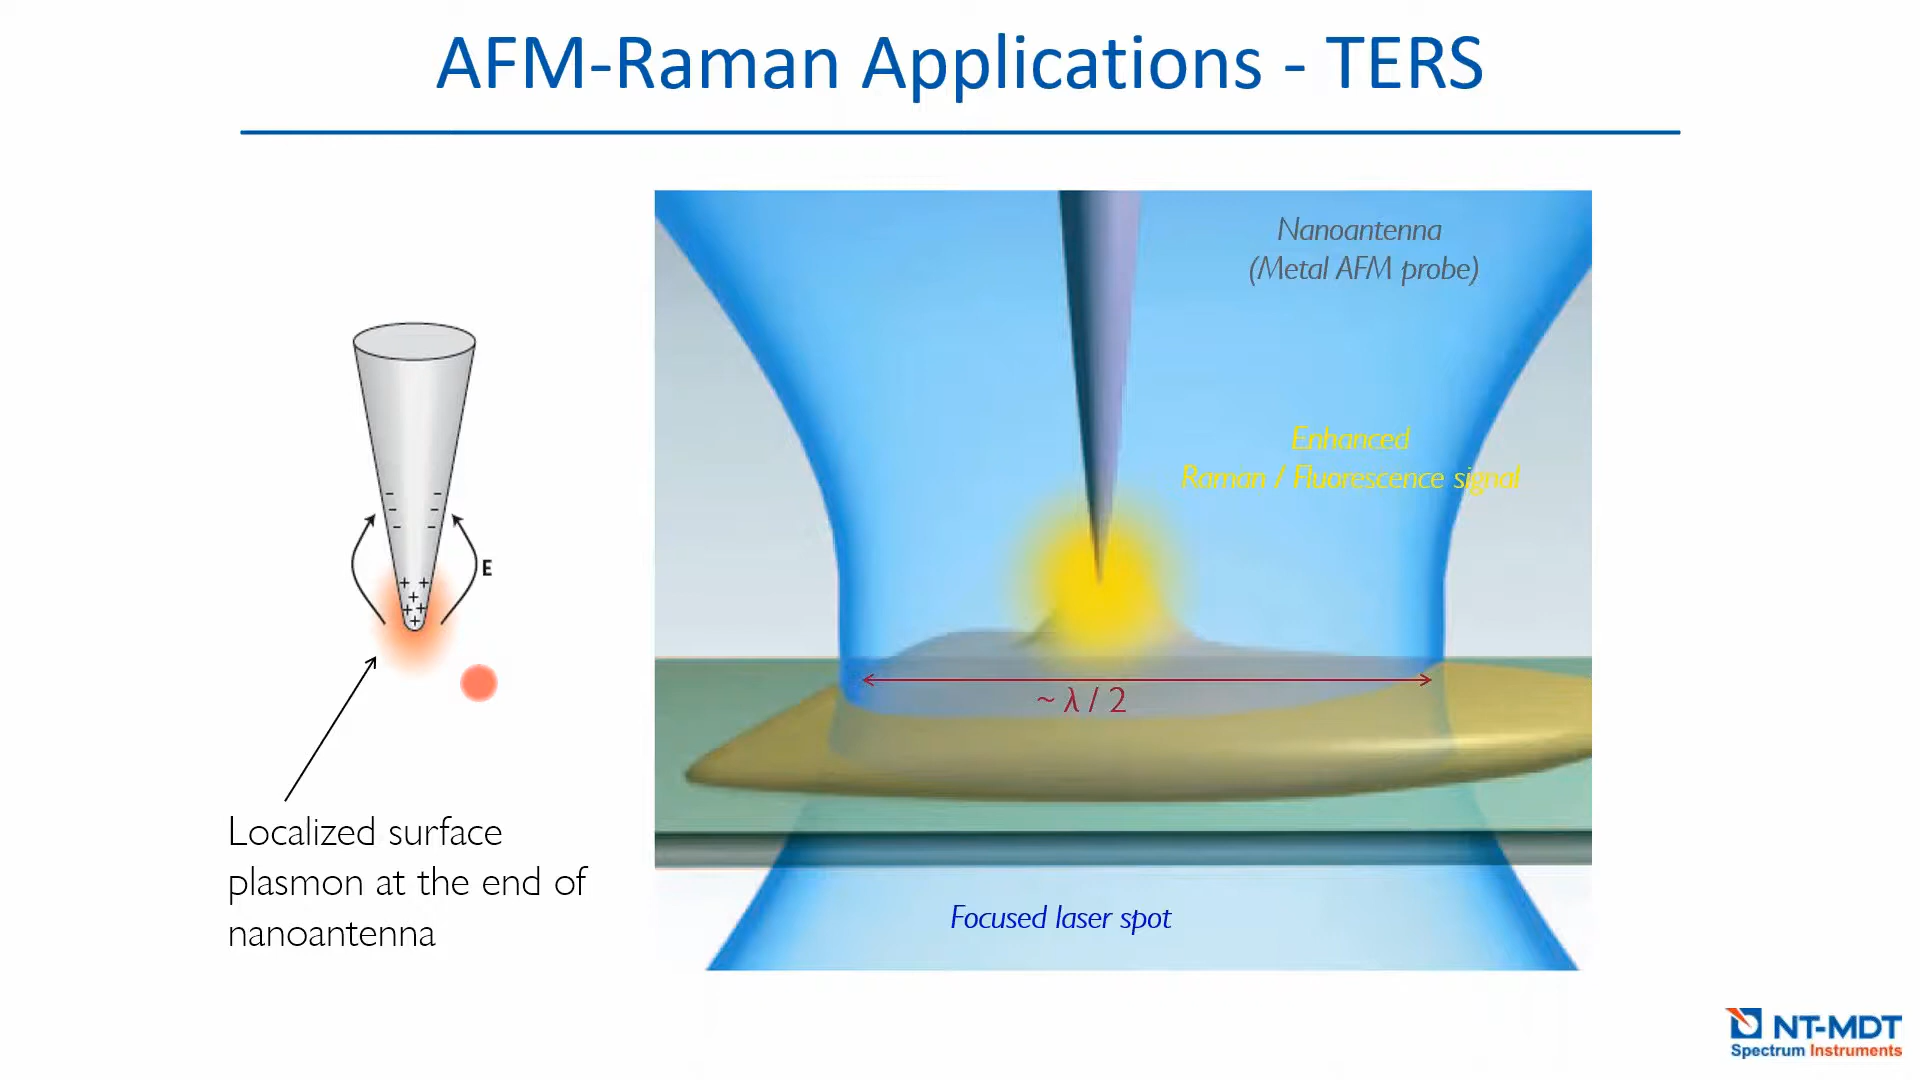 AFM-Raman Applications - TERS
Nanoantenna
(Metal AFM probe)
Enhanced
Raman / Fluorescence signal
- -
- -
- -
E
+ +
+
+ +
+
~ λ / 2
Localized surface
plasmon at the end of
nanoantenna
Focused laser spot
NT-MDT
Spectrum Instruments